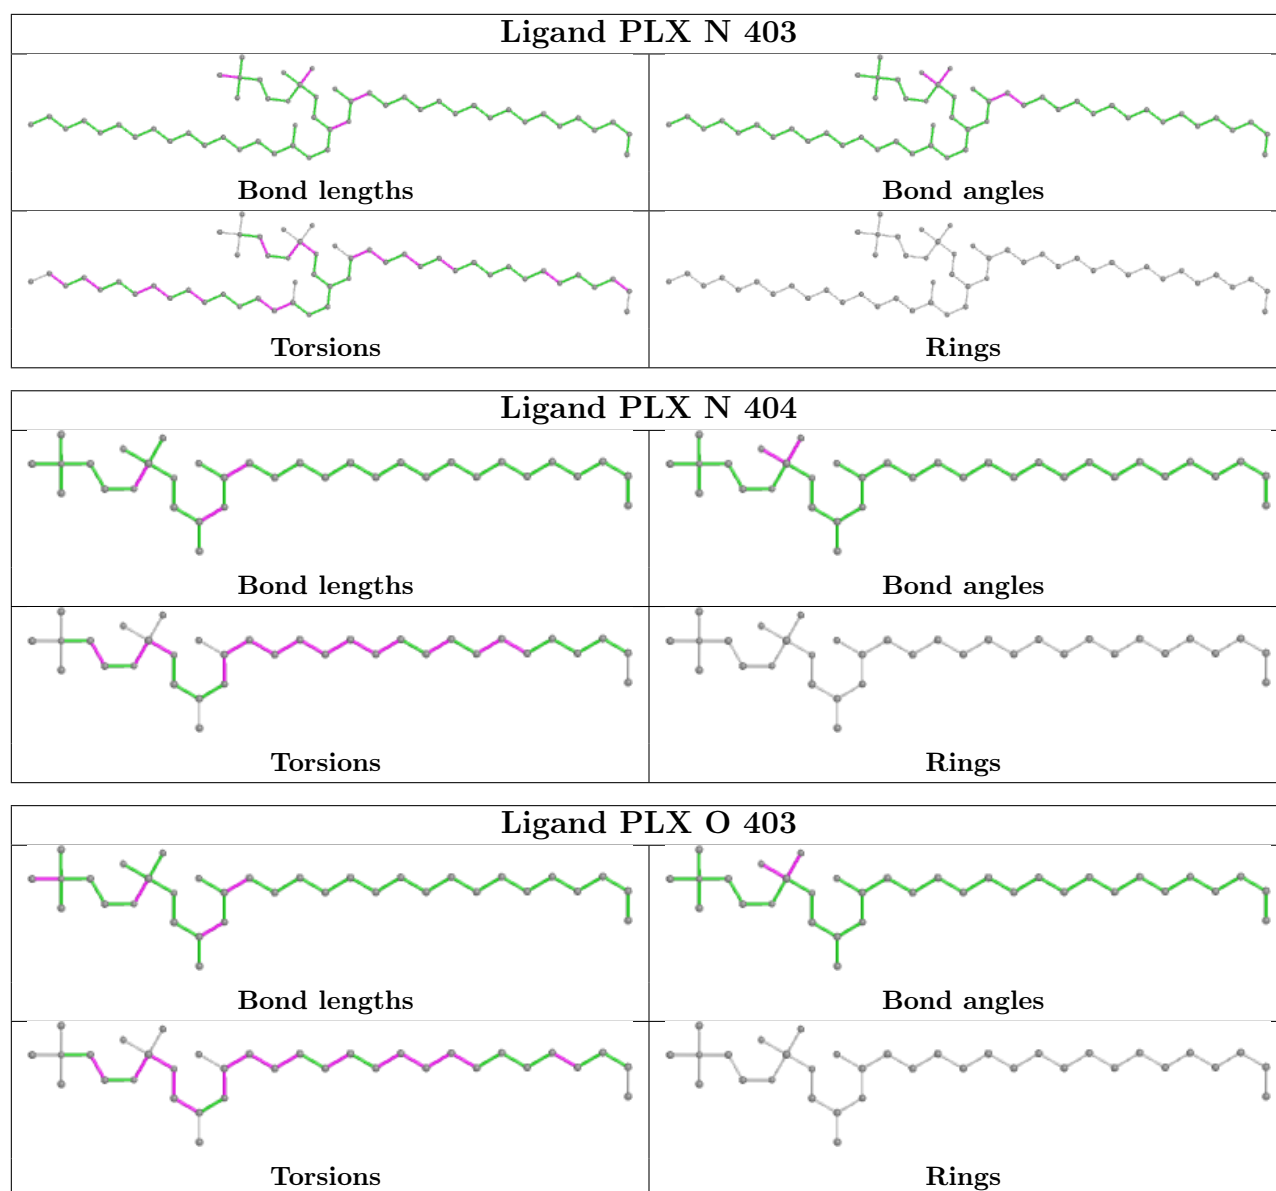 Ligand PLX N 403
Bond lengths
Bond angles
Torsions
Rings
Ligand PLX N 404
Bond lengths
Bond angles
Torsions
Rings
Ligand PLX O 403
Bond lengths
Bond angles
Torsions
Rings